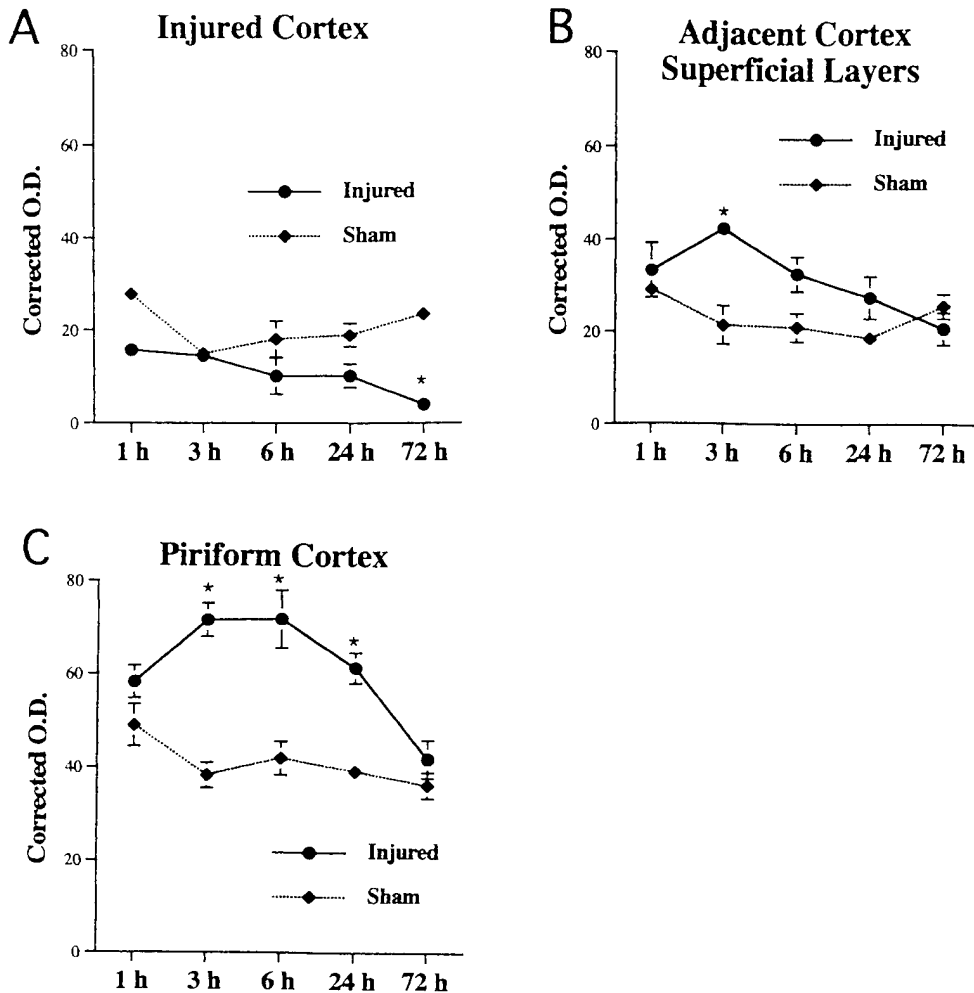 A
Injured Cortex
80
60
40
20
0
Corrected O.D.
Injured
Sham
*
1 h 3 h 6 h 24 h 72 h
B
Adjacent Cortex
Superficial Layers
80
60
40
20
0
Corrected O.D.
Injured
Sham
*
*
1 h 3 h 6 h 24 h 72 h
C
Piriform Cortex
80
60
40
20
0
Corrected O.D.
* *
*
Injured
Sham
1 h 3 h 6 h 24 h 72 h